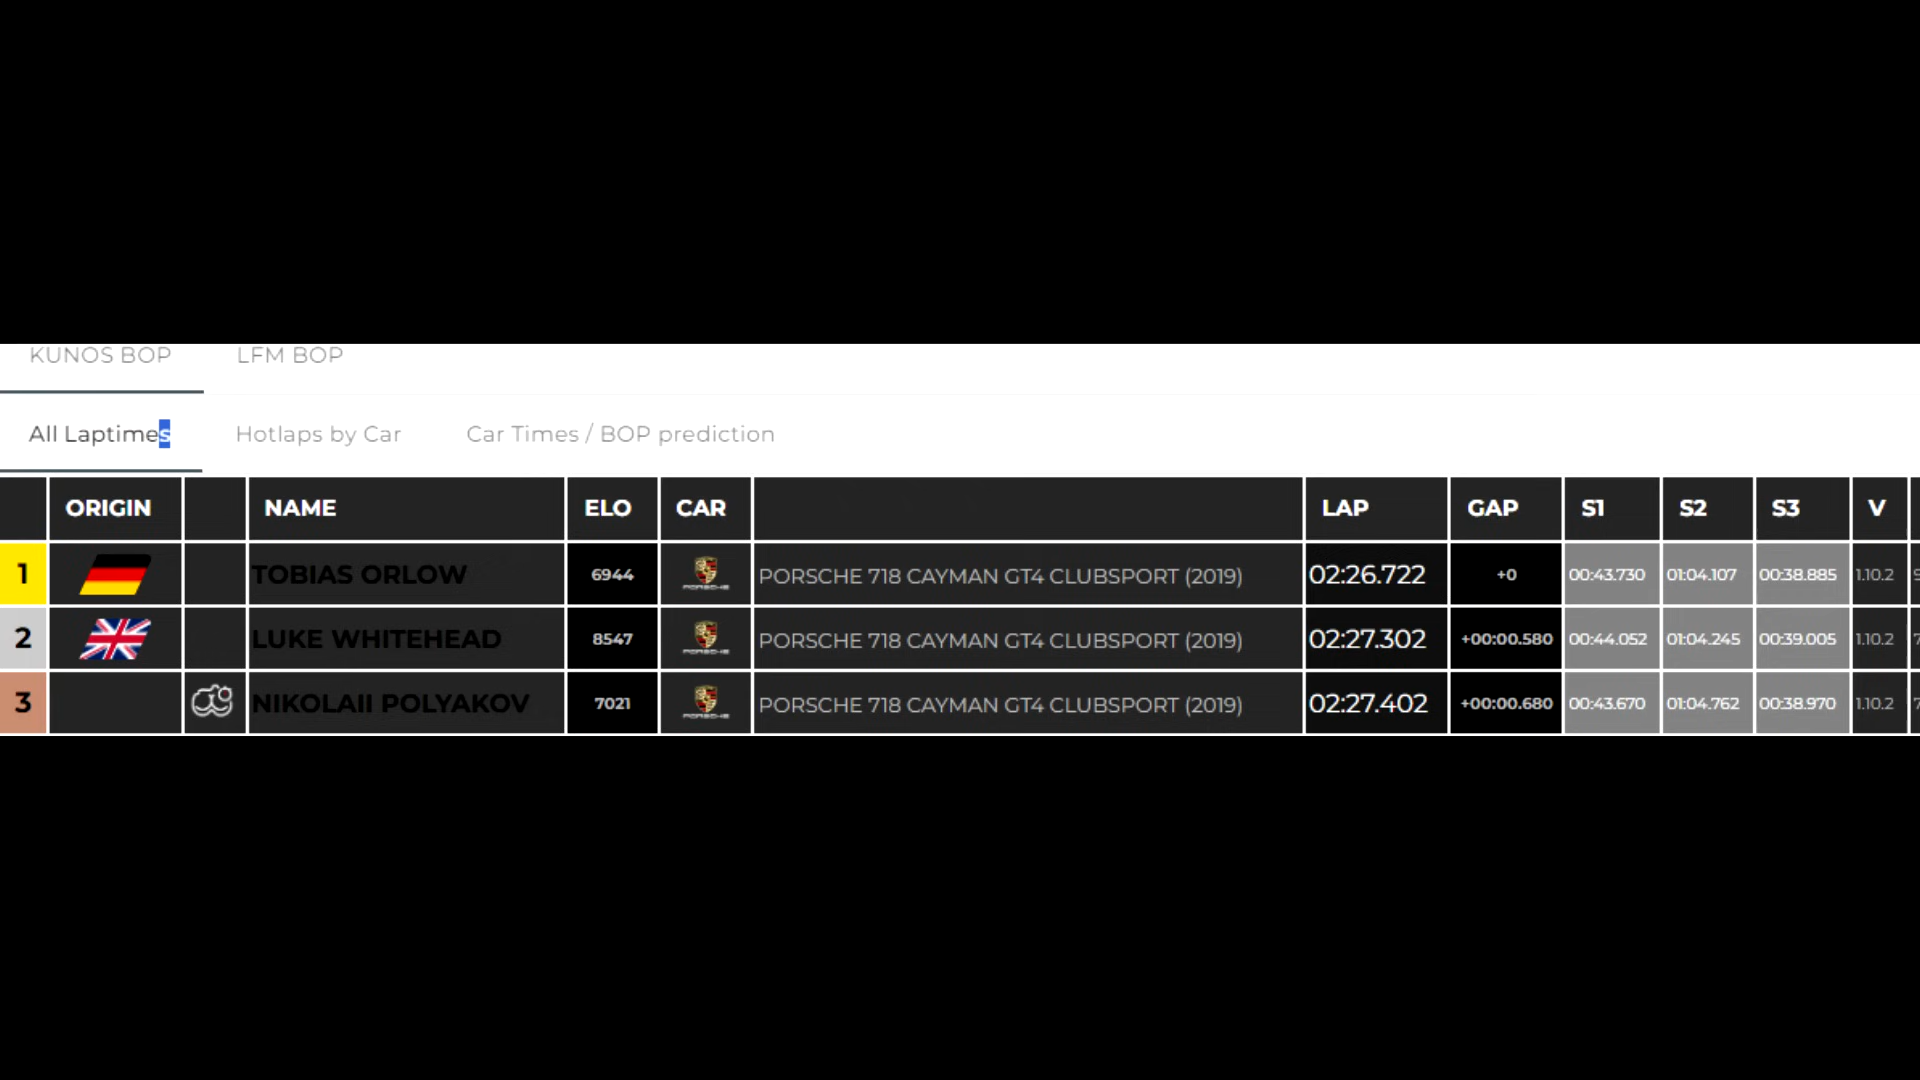 KUNOS BOP LFM BOP
All Laptimes Hotlaps by Car Car Times / BOP prediction
ORIGIN NAME ELO CAR LAP GAP S1 S2 S3 V
1 TOBIAS ORLOW 6944 PORSCHE PORSCHE 718 CAYMAN GT4 CLUBSPORT (2019) 02:26.722 +0 00:43.730 01:04.107 00:38.885 1.10.2
2 LUKE WHITEHEAD 8547 PORSCHE PORSCHE 718 CAYMAN GT4 CLUBSPORT (2019) 02:27.302 +00:00.580 00:44.052 01:04.245 00:39.005 1.10.2
3 NIKOLAII POLYAKOV 7021 PORSCHE PORSCHE 718 CAYMAN GT4 CLUBSPORT (2019) 02:27.402 +00:00.680 00:43.670 01:04.762 00:38.970 1.10.2